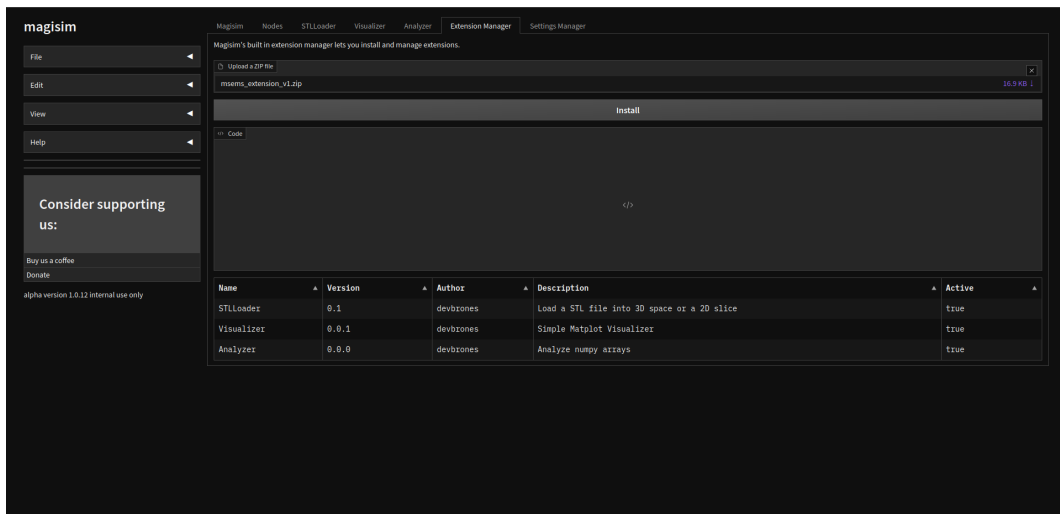 magisim
File
Edit
View
Help
Consider supporting
us:
Buy us a coffee
Donate
alpha version 1.0.12 internal use only
Magisim Nodes STLLoader Visualizer Analyzer Extension Manager Settings Manager
Magisim's built in extension manager lets you install and manage extensions.
Upload a ZIP file
msems_extension_v1.zip 16.9 KB ↓
Install
Code
Name Version Author Description Active
STLLoader 0.1 devbrones Load a STL file into 3D space or a 2D slice true
Visualizer 0.0.1 devbrones Simple Matplot Visualizer true
Analyzer 0.0.0 devbrones Analyze numpy arrays true